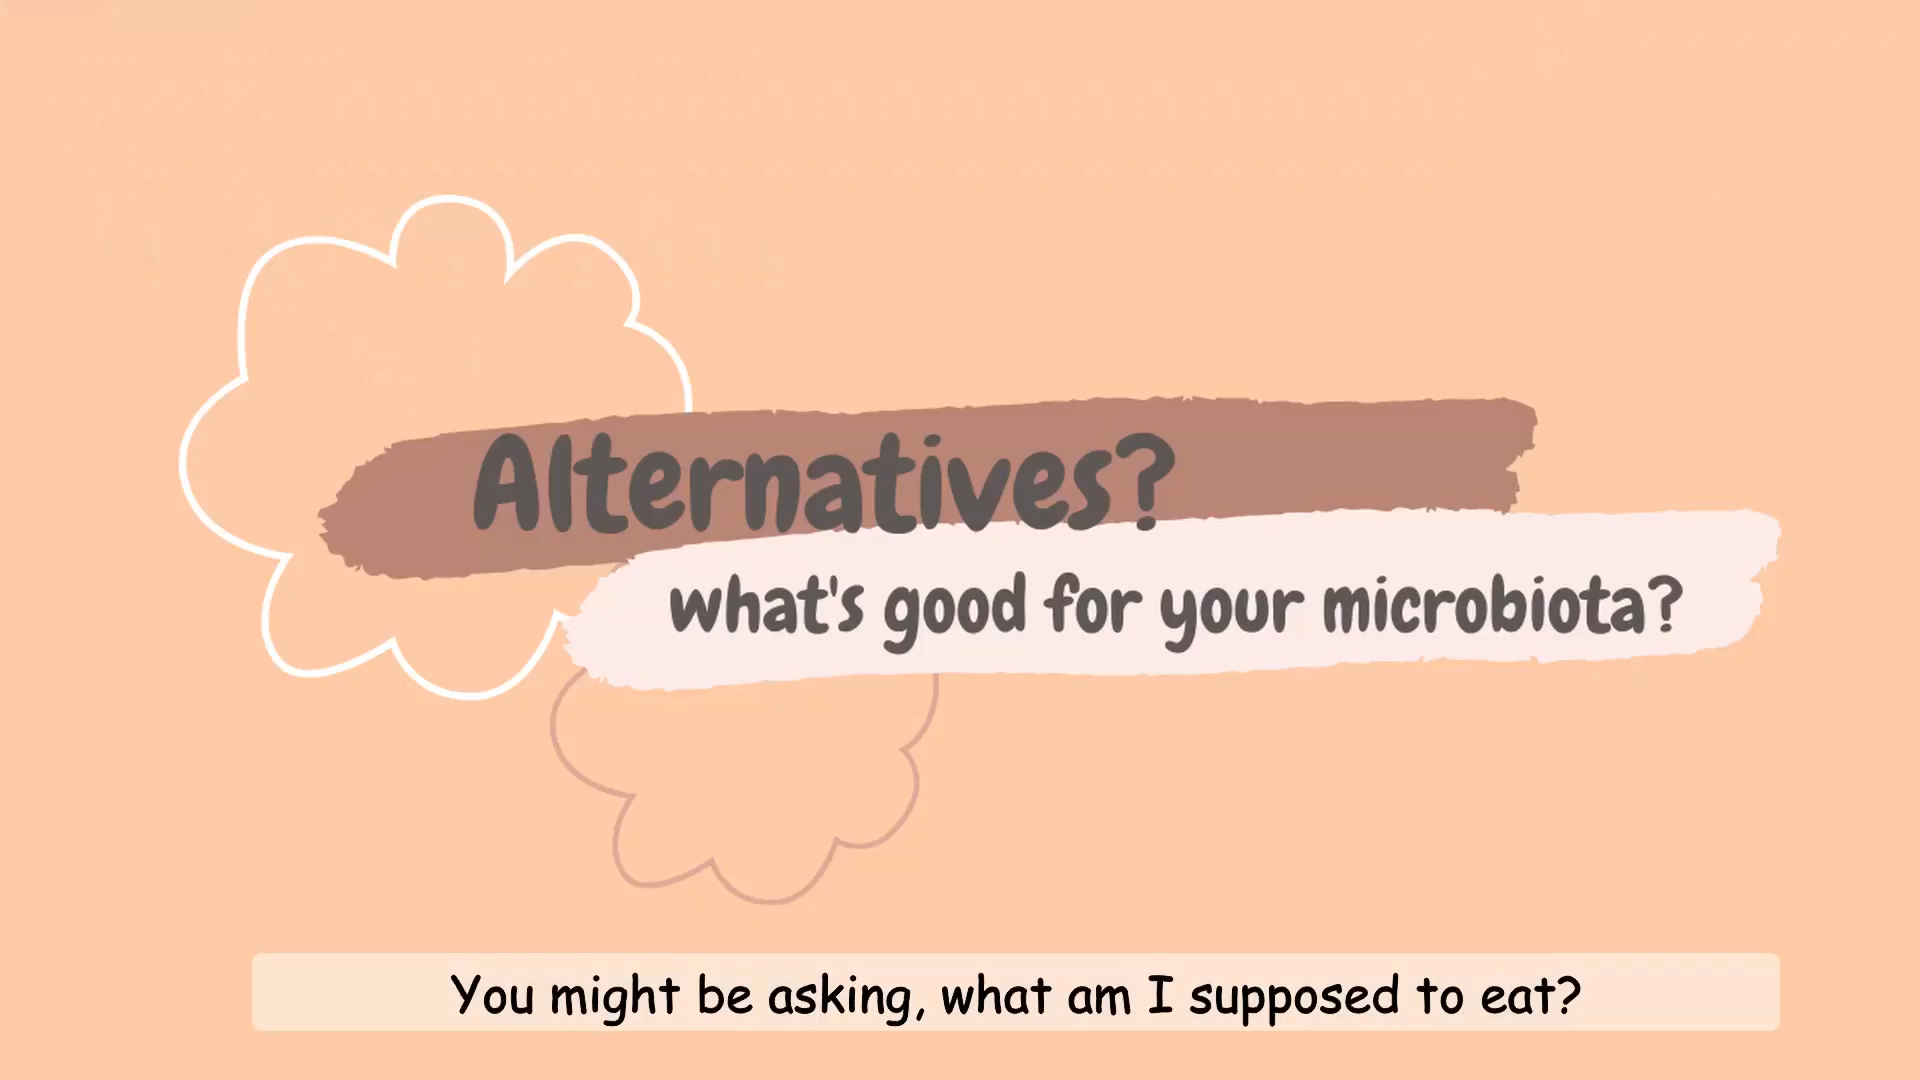 Alternatives?
what's good for your microbiota?
You might be asking, what am I supposed to eat?